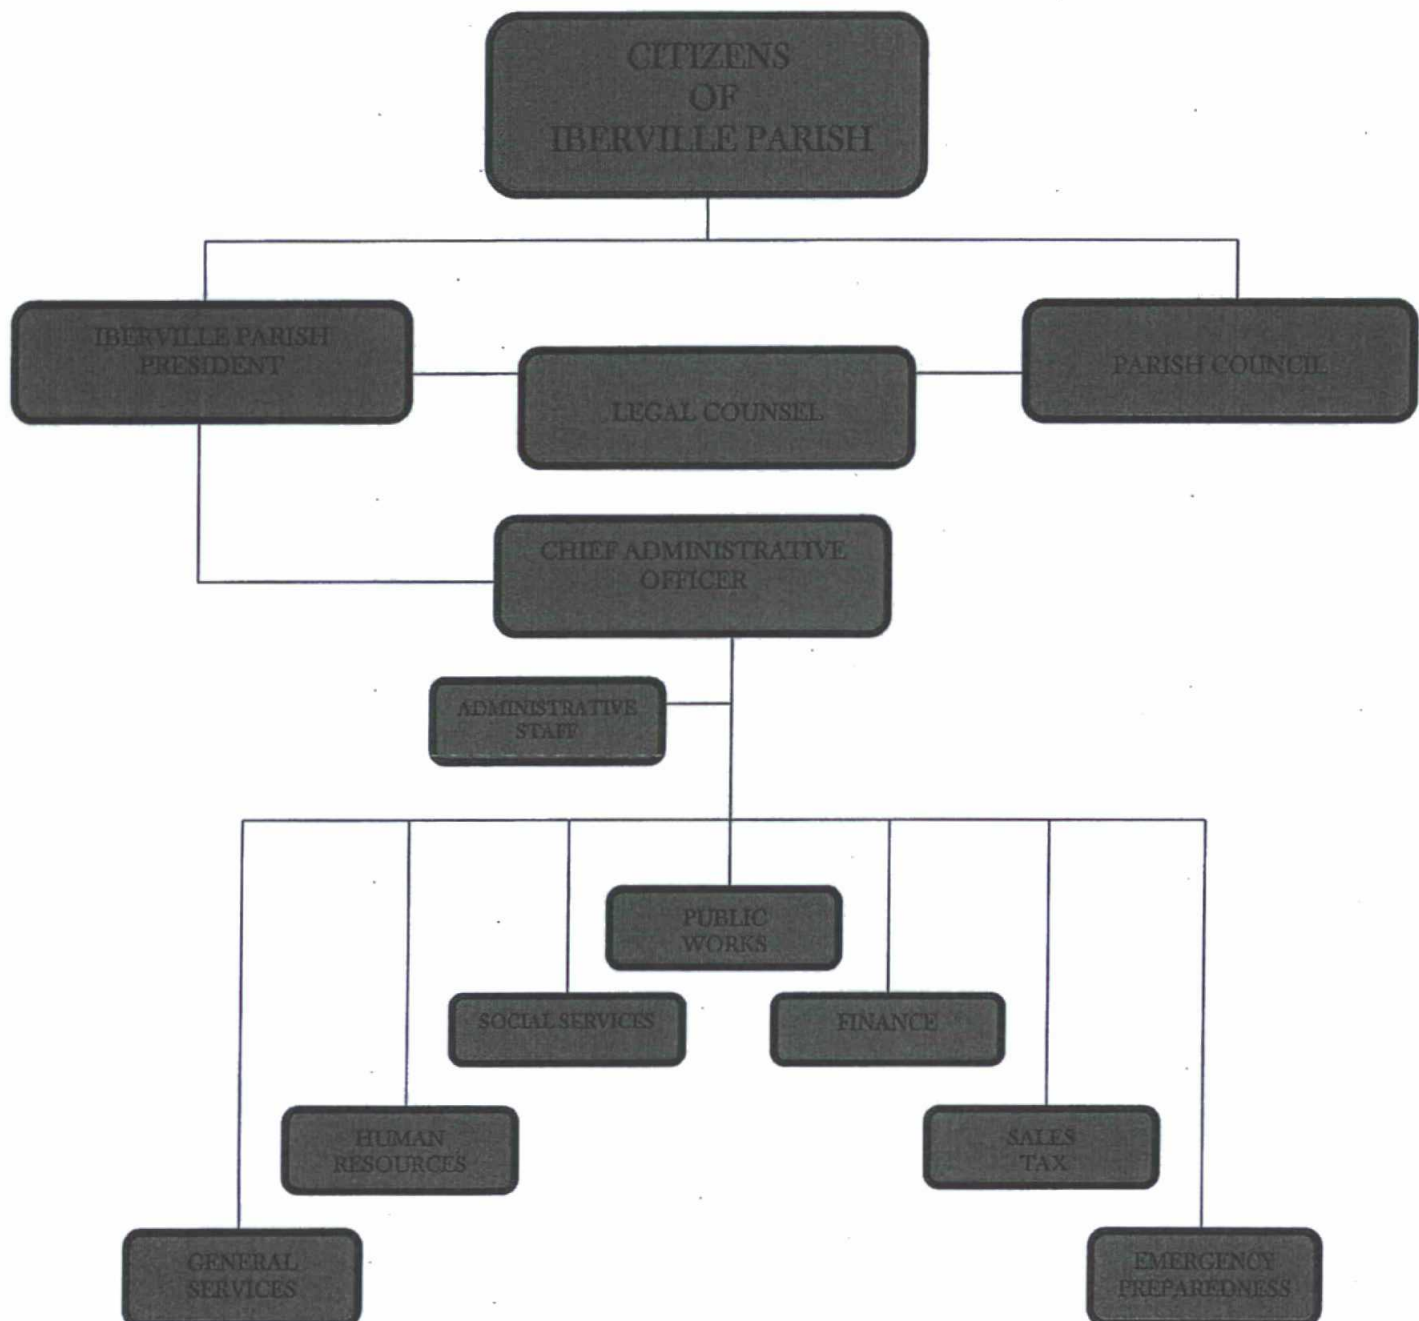 CITIZENS
OF
IBERVILLE PARISH
IBERVILLE PARISH
PRESIDENT
LEGAL COUNSEL
PARISH COUNCIL
CHIEF ADMINISTRATIVE
OFFICER
ADMINISTRATIVE
STAFF
PUBLIC
WORKS
SOCIAL SERVICES
FINANCE
HUMAN
RESOURCES
SALES
TAX
GENERAL
SERVICES
EMERGENCY
PREPAREDNESS